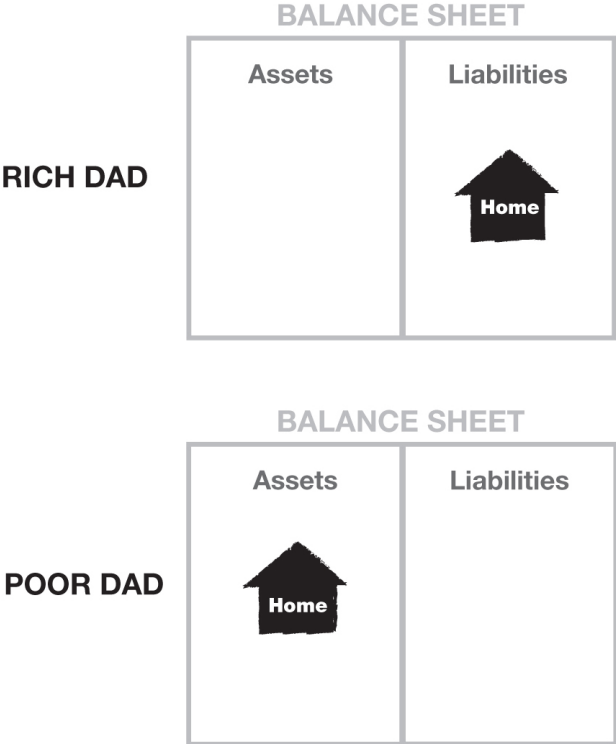 BALANCE SHEET
Assets Liabilities
RICH DAD
Home
BALANCE SHEET
Assets Liabilities
POOR DAD
Home